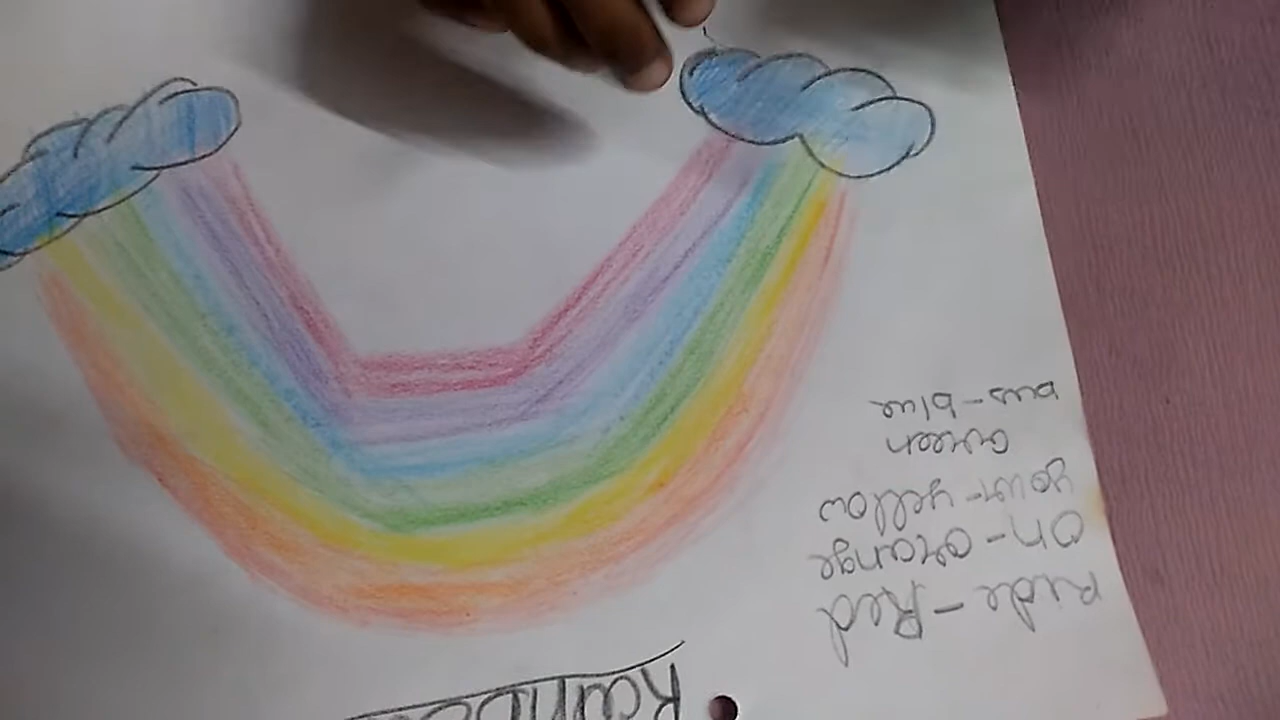 Ride - Red
On - orange
your - yellow
Green
bus - blue